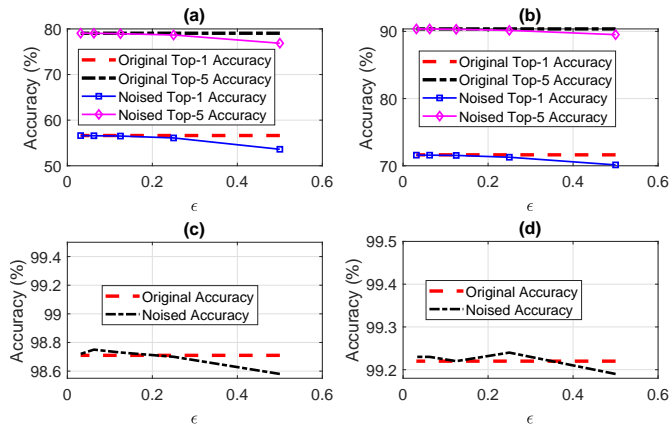 (a)
80
70
60
50
Accuracy (%)
Original Top-1 Accuracy
Original Top-5 Accuracy
Noised Top-1 Accuracy
Noised Top-5 Accuracy
0 0.2 0.4 0.6
ϵ
(b)
90
80
70
Accuracy (%)
Original Top-1 Accuracy
Original Top-5 Accuracy
Noised Top-1 Accuracy
Noised Top-5 Accuracy
0 0.2 0.4 0.6
ϵ
(c)
99.4
99.2
99
98.8
98.6
Accuracy (%)
Original Accuracy
Noised Accuracy
0 0.2 0.4 0.6
ϵ
(d)
99.5
99.4
99.3
99.2
Accuracy (%)
Original Accuracy
Noised Accuracy
0 0.2 0.4 0.6
ϵ